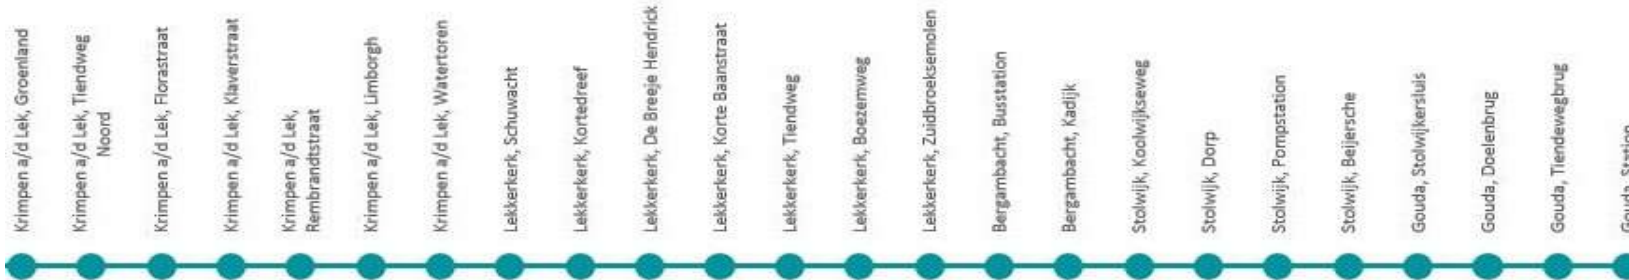 Krimpen a/d Lek, Groenland
Krimpen a/d Lek, Tiendweg
Noord
Krimpen a/d Lek, Florastraat
Krimpen a/d Lek, Klaverstraat
Krimpen a/d Lek,
Rembrandtstraat
Krimpen a/d Lek, Limborgh
Krimpen a/d Lek, Watertoren
Lekkerkerk, Schuwacht
Lekkerkerk, Kortedreef
Lekkerkerk, De Breeje Hendrick
Lekkerkerk, Korte Baanstraat
Lekkerkerk, Tiendweg
Lekkerkerk, Boezemweg
Lekkerkerk, Zuidbroeksemolen
Bergambacht, Busstation
Bergambacht, Kadijk
Stolwijk, Koolwijkseweg
Stolwijk, Dorp
Stolwijk, Pompstation
Stolwijk, Beijersche
Gouda, Stolwijkersluis
Gouda, Doelenbrug
Gouda, Tiendewegbrug
Gouda, Station